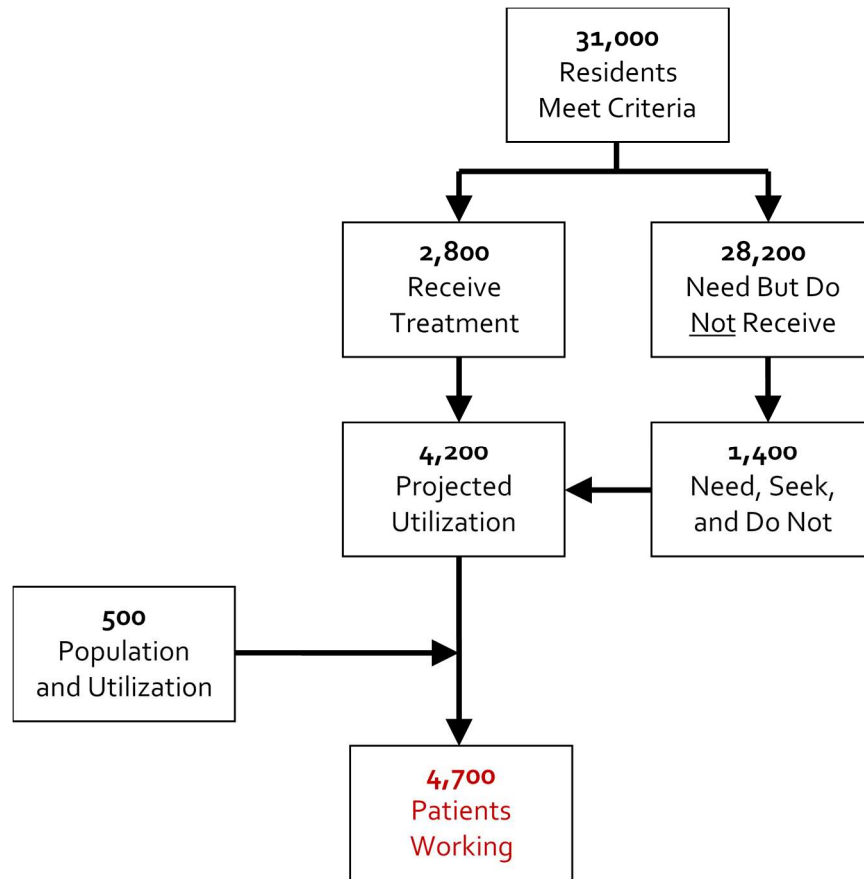 31,000
Residents
Meet Criteria
2,800
Receive
Treatment
28,200
Need But Do
Not Receive
4,200
Projected
Utilization
1,400
Need, Seek,
and Do Not
500
Population
and Utilization
4,700
Patients
Working